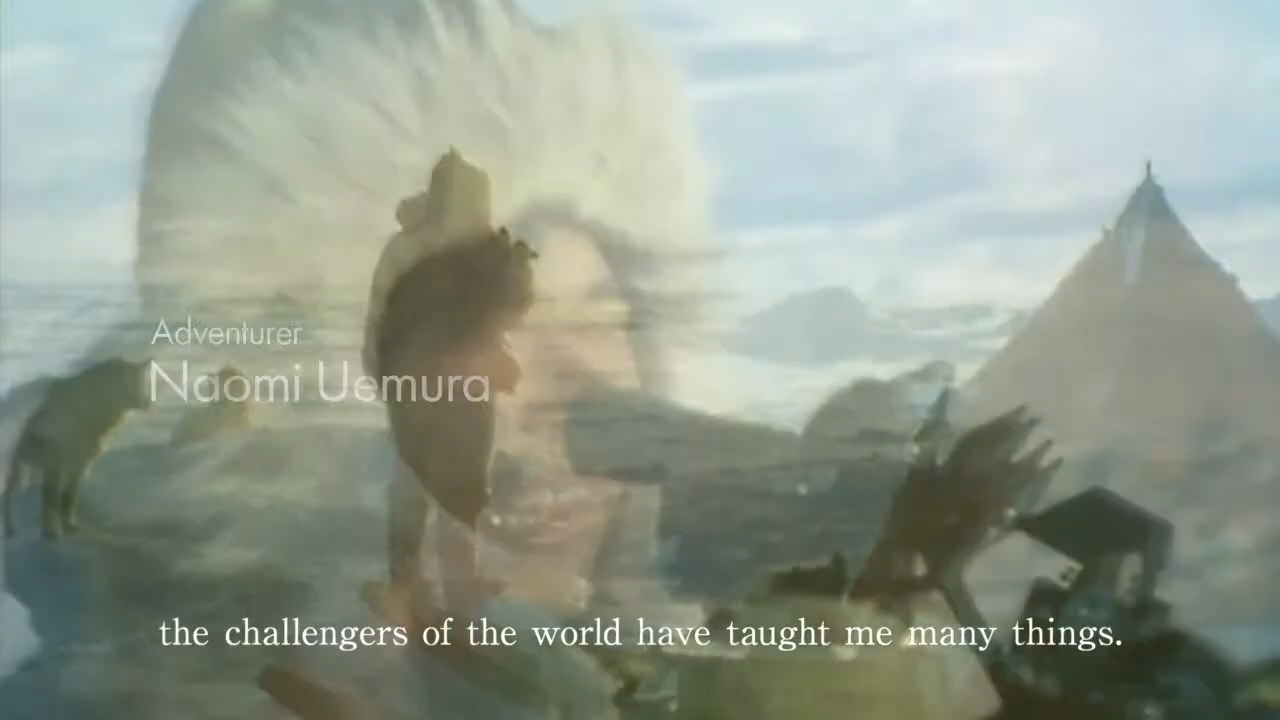 Adventurer
Naomi Uemura
the challengers of the world have taught me many things.